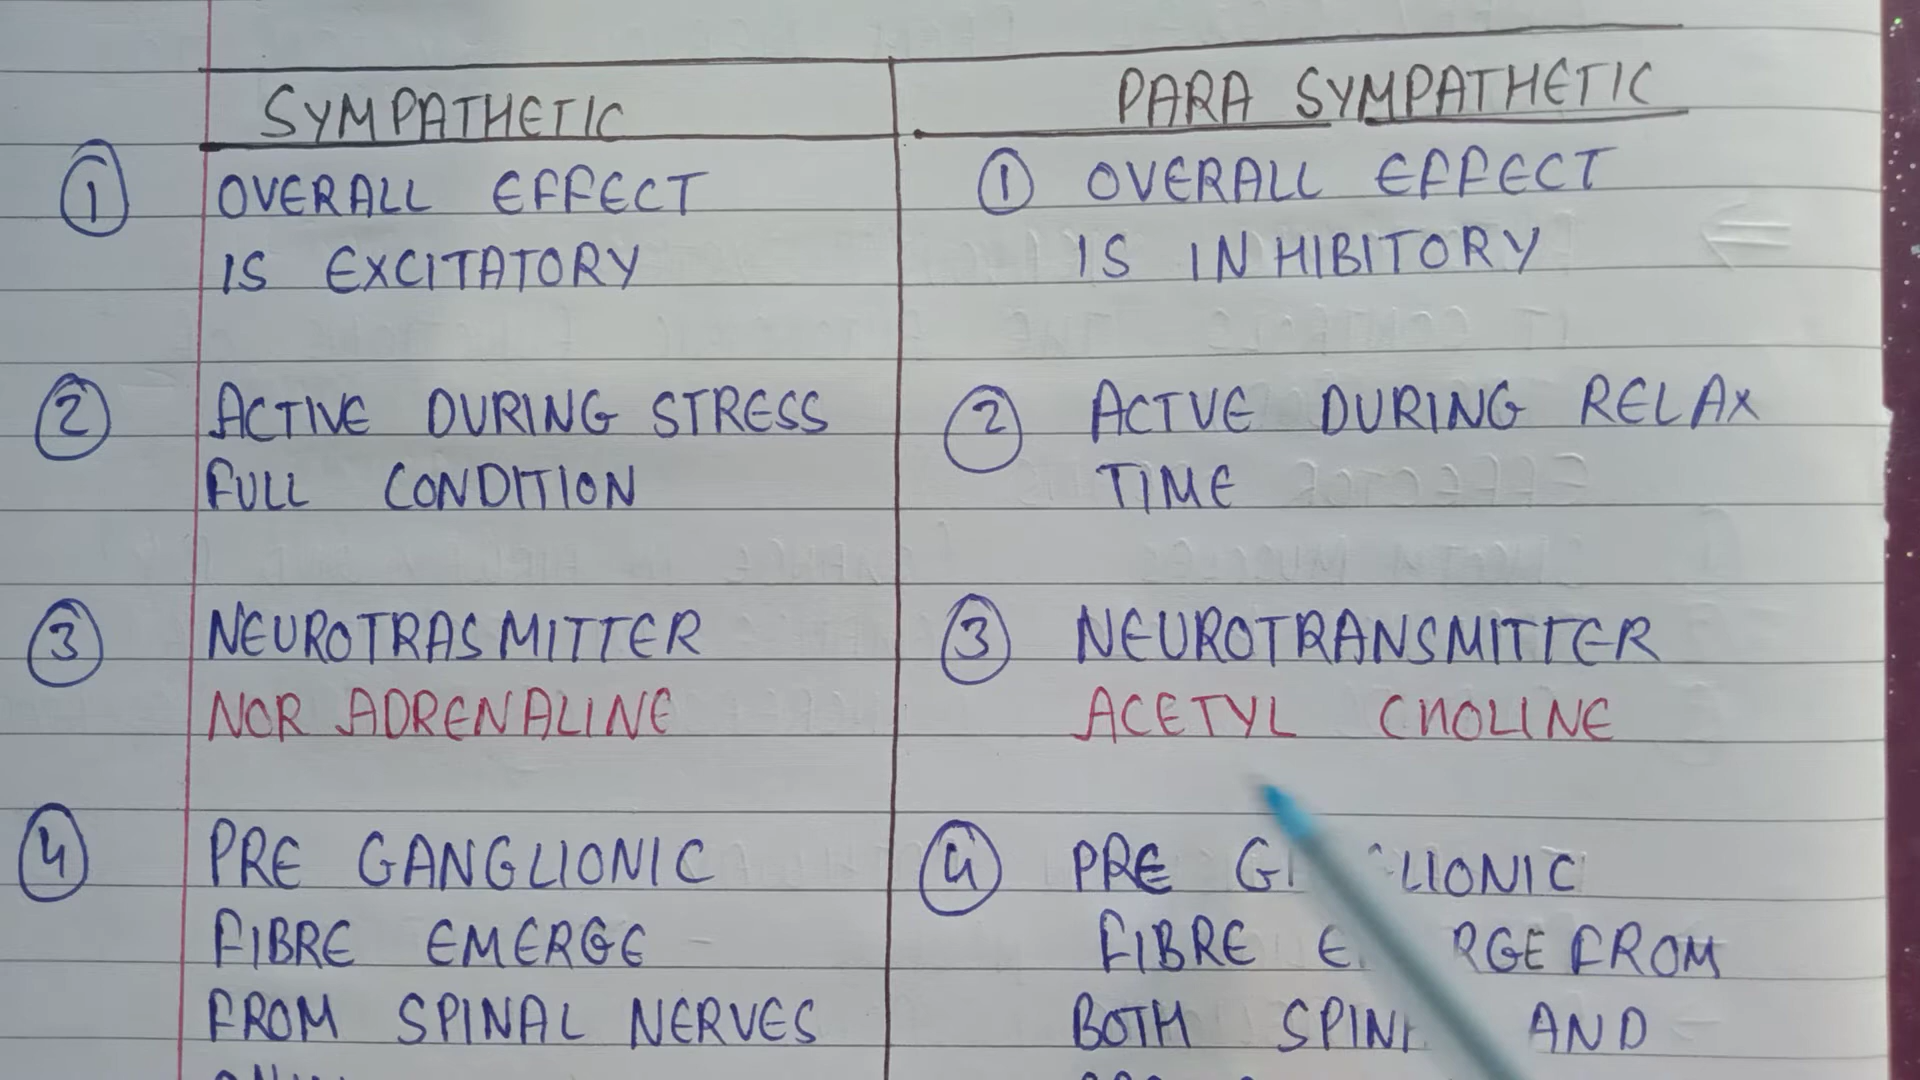 SYMPATHETIC
PARA SYMPATHETIC
1 OVERALL EFFECT
IS EXCITATORY
1 OVERALL EFFECT
IS INHIBITORY
2 ACTIVE DURING STRESS
FULL CONDITION
2 ACTVE DURING RELAX
TIME
3 NEUROTRASMITTER
NOR ADRENALINE
3 NEUROTRANSMITTER
ACETYL CHOLINE
4 PRE GANGLIONIC
FIBRE EMERGE
FROM SPINAL NERVES
4 PRE
FIBRE FROM
BOTH AND